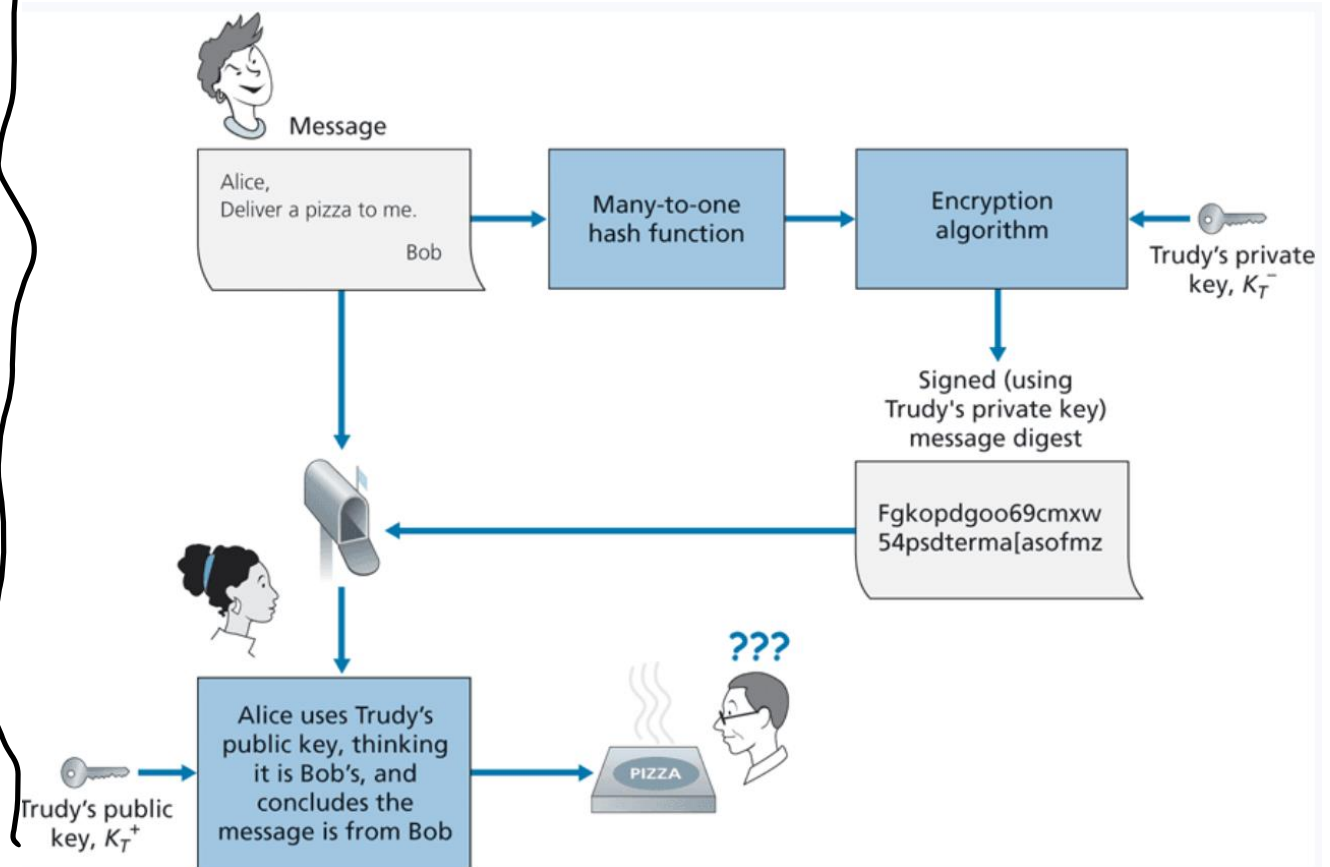 Message
Alice,
Deliver a pizza to me.
Bob
Many-to-one
hash function
Encryption
algorithm
Trudy's private
key, K_T^-
Signed (using
Trudy's private key)
message digest
Fgkopdgoo69cmxw
54psdterma[asofmz
???
Alice uses Trudy's
public key, thinking
it is Bob's, and
concludes the
message is from Bob
PIZZA
Trudy's public
key, K_T^+